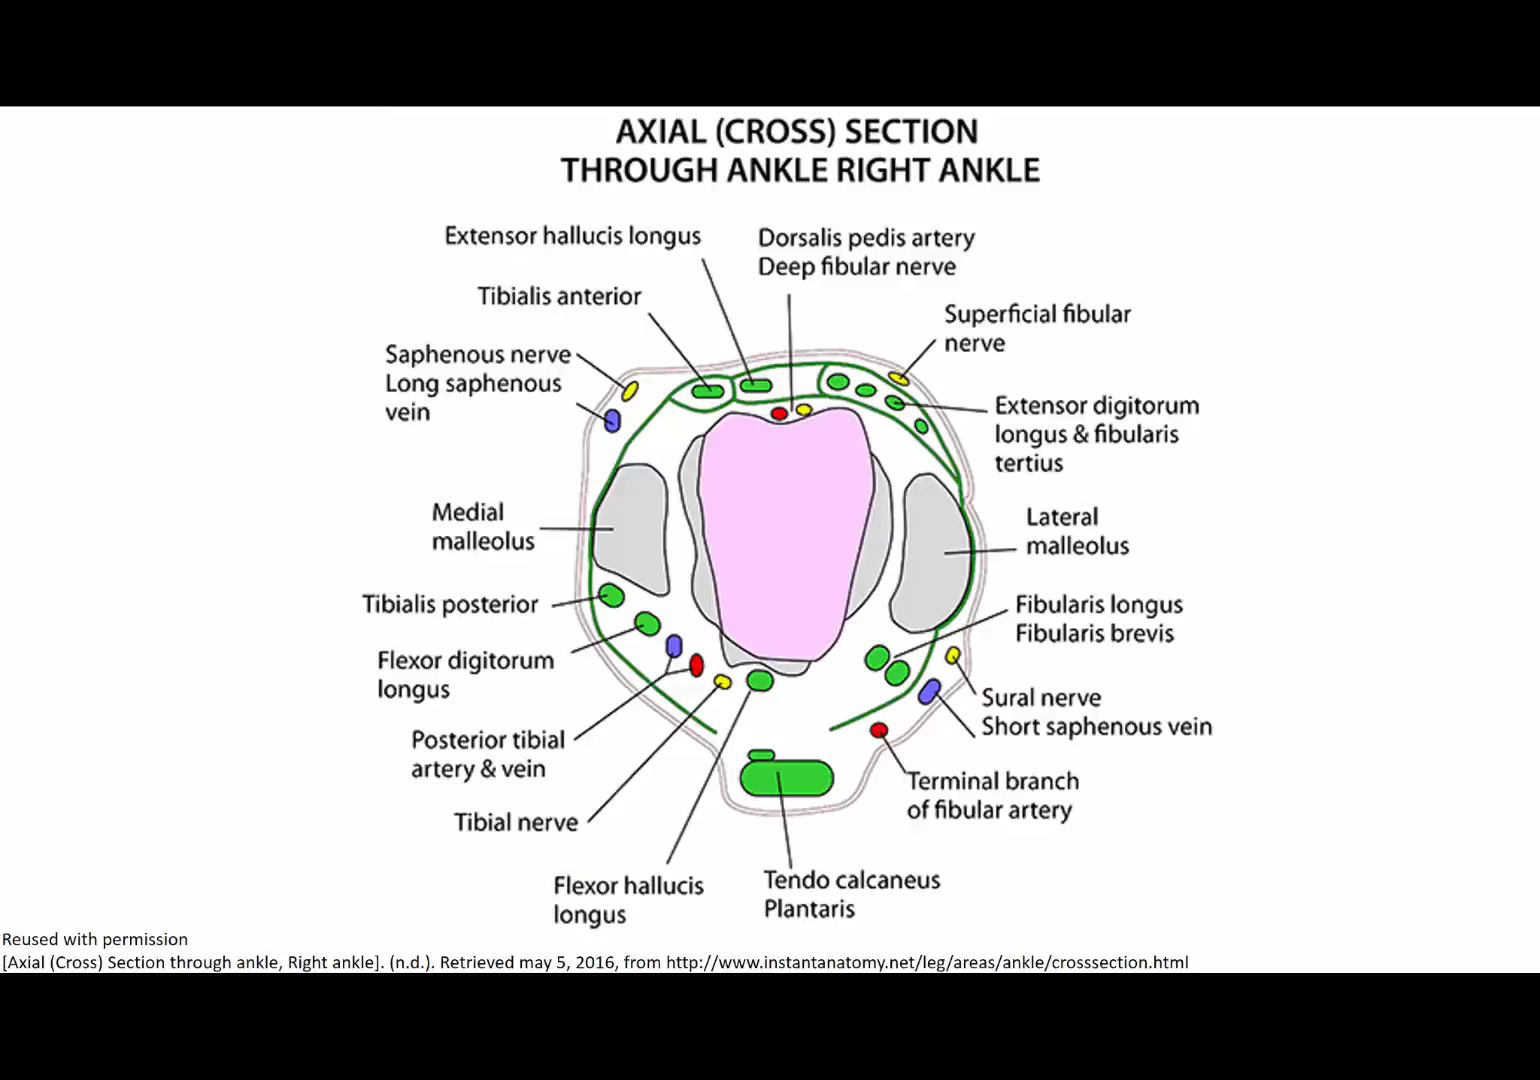 AXIAL (CROSS) SECTION
THROUGH ANKLE RIGHT ANKLE
Extensor hallucis longus
Dorsalis pedis artery
Deep fibular nerve
Tibialis anterior
Superficial fibular
nerve
Saphenous nerve
Long saphenous
vein
Extensor digitorum
longus & fibularis
tertius
Medial
malleolus
Lateral
malleolus
Tibialis posterior
Fibularis longus
Fibularis brevis
Flexor digitorum
longus
Sural nerve
Short saphenous vein
Posterior tibial
artery & vein
Terminal branch
of fibular artery
Tibial nerve
Flexor hallucis
longus
Tendo calcaneus
Plantaris
Reused with permission
[Axial (Cross) Section through ankle, Right ankle]. (n.d.). Retrieved may 5, 2016, from http://www.instantanatomy.net/leg/areas/ankle/crosssection.html